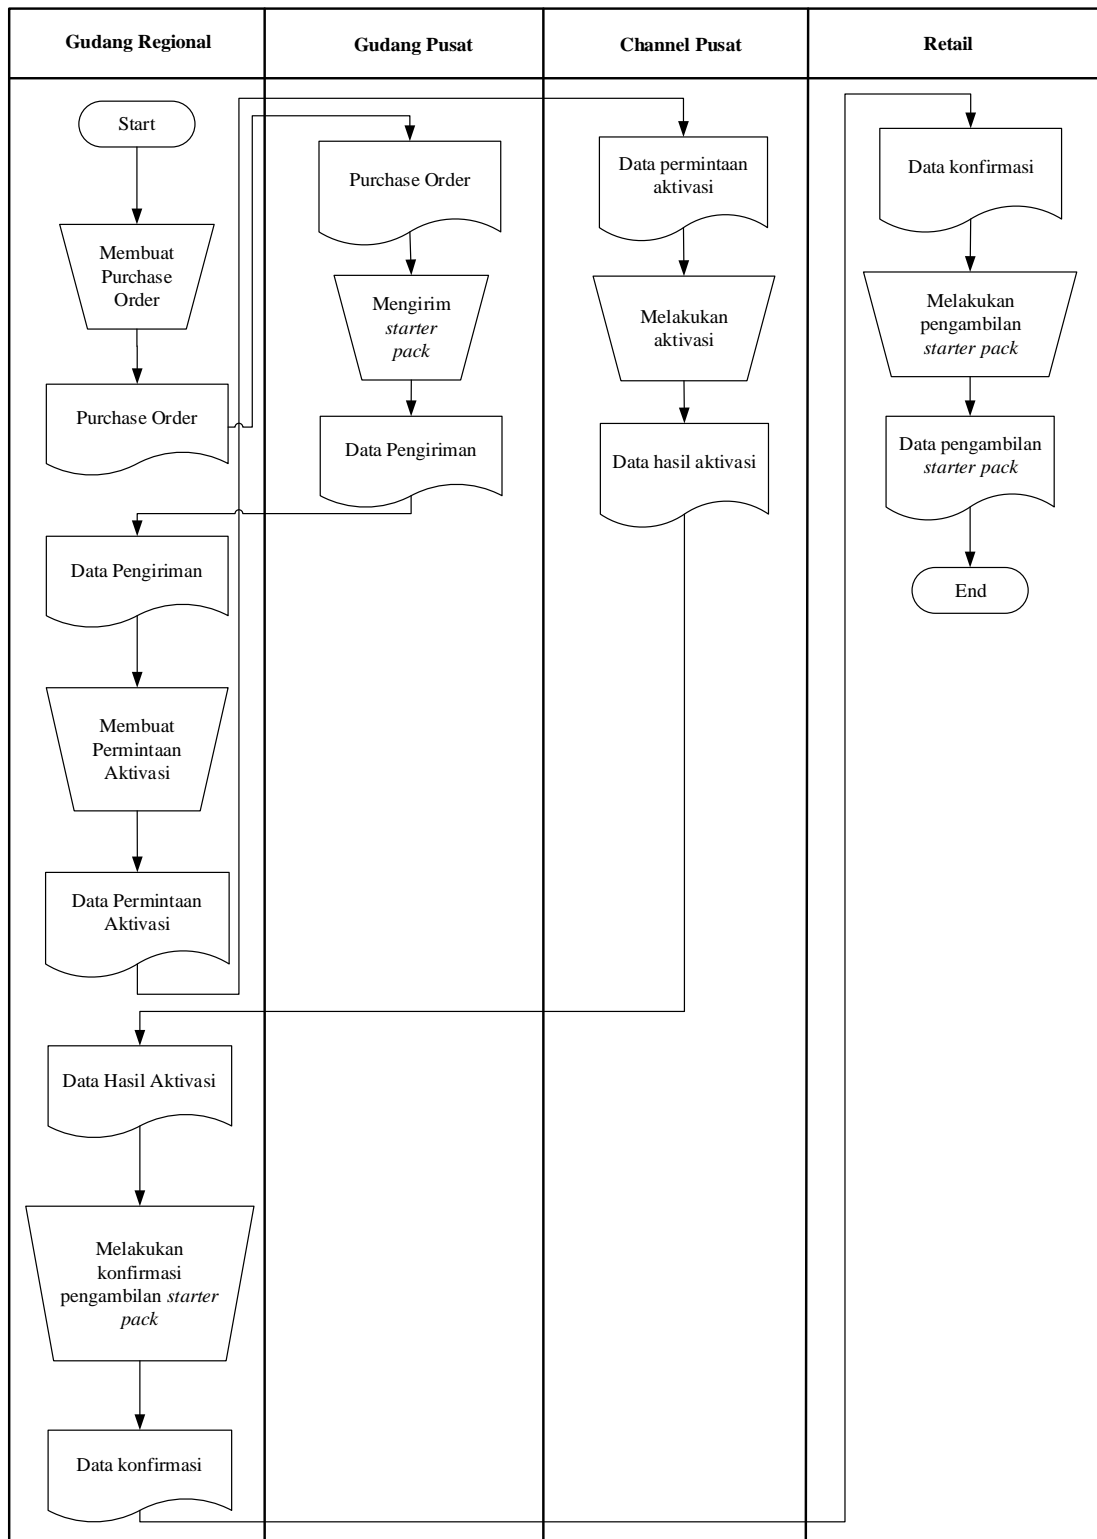 Gudang Regional
Gudang Pusat
Channel Pusat
Retail
Start
Membuat
Purchase
Order
Purchase Order
Data Pengiriman
Membuat
Permintaan
Aktivasi
Data Permintaan
Aktivasi
Data Hasil Aktivasi
Melakukan
konfirmasi
pengambilan starter
pack
Data konfirmasi
Purchase Order
Mengirim
starter
pack
Data Pengiriman
Data permintaan
aktivasi
Melakukan
aktivasi
Data hasil aktivasi
Data konfirmasi
Melakukan
pengambilan
starter pack
Data pengambilan
starter pack
End